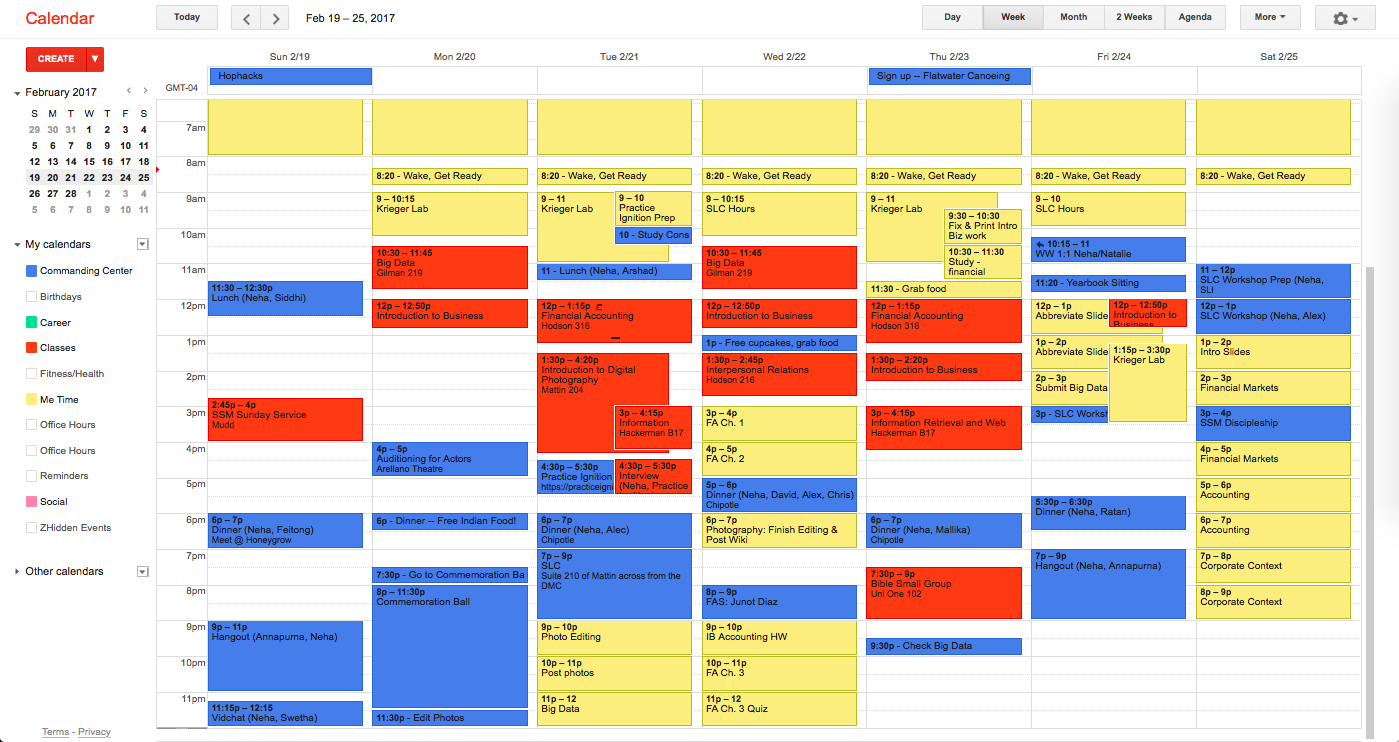 Calendar
Today
Feb 19 – 25, 2017
Day
Week
Month
2 Weeks
Agenda
More
CREATE
February 2017
S M T W T F S
29 30 31 1 2 3 4
5 6 7 8 9 10 11
12 13 14 15 16 17 18
19 20 21 22 23 24 25
26 27 28 1 2 3 4
5 6 7 8 9 10 11
My calendars
Commanding Center
Birthdays
Career
Classes
Fitness/Health
Me Time
Office Hours
Office Hours
Reminders
Social
ZHidden Events
Other calendars
Terms - Privacy
Sun 2/19
Mon 2/20
Tue 2/21
Wed 2/22
Thu 2/23
Fri 2/24
Sat 2/25
GMT-04
Hophacks
Sign up -- Flatwater Canoeing
7am
8am
9am
10am
11am
12pm
1pm
2pm
3pm
4pm
5pm
6pm
7pm
8pm
9pm
10pm
11pm
11:30 – 12:30p
Lunch (Neha, Siddhi)
2:45p – 4p
SSM Sunday Service
Mudd
6p – 7p
Dinner (Neha, Feitong)
Meet @ Honeygrow
9p – 11p
Hangout (Annapurna, Neha)
11:15p – 12:15
Vidchat (Neha, Swetha)
8:20 - Wake, Get Ready
9 – 10:15
Krieger Lab
10:30 – 11:45
Big Data
Gilman 219
12p – 12:50p
Introduction to Business
4p – 5p
Auditioning for Actors
Arellano Theatre
6p - Dinner -- Free Indian Food!
7:30p - Go to Commemoration Ba
8p – 11:30p
Commemoration Ball
11:30p - Edit Photos
8:20 - Wake, Get Ready
9 – 11
Krieger Lab
9 – 10
Practice
Ignition Prep
10 - Study Cons
11 - Lunch (Neha, Arshad)
12p – 1:15p
Financial Accounting
Hodson 316
1:30p – 4:20p
Introduction to Digital
Photography
Mattin 204
3p – 4:15p
Information
Hackerman B17
4:30p – 5:30p
Practice Ignition
https://practiceigni
4:30p – 5:30p
Interview
(Neha, Practice
6p – 7p
Dinner (Neha, Alec)
Chipotle
7p – 9p
SLC
Suite 210 of Mattin across from the
DMC
9p – 10p
Photo Editing
10p – 11p
Post photos
11p – 12
Big Data
8:20 - Wake, Get Ready
9 – 10:15
SLC Hours
10:30 – 11:45
Big Data
Gilman 219
12p – 12:50p
Introduction to Business
1p - Free cupcakes, grab food
1:30p – 2:45p
Interpersonal Relations
Hodson 216
3p – 4p
FA Ch. 1
4p – 5p
FA Ch. 2
5p – 6p
Dinner (Neha, David, Alex, Chris)
Chipotle
6p – 7p
Photography: Finish Editing &
Post Wiki
8p – 9p
FAS: Junot Diaz
9p – 10p
IB Accounting HW
10p – 11p
FA Ch. 3
11p – 12
FA Ch. 3 Quiz
8:20 - Wake, Get Ready
9 – 11
Krieger Lab
9:30 – 10:30
Fix & Print Intro
Biz work
10:30 – 11:30
Study -
financial
11:30 - Grab food
12p – 1:15p
Financial Accounting
Hodson 316
1:30p – 2:20p
Introduction to Business
3p – 4:15p
Information Retrieval and Web
Hackerman B17
6p – 7p
Dinner (Neha, Mallika)
Chipotle
7:30p – 9p
Bible Small Group
Uni One 102
9:30p - Check Big Data
8:20 - Wake, Get Ready
9 – 10
SLC Hours
10:15 – 11
WW 1:1 Neha/Natalie
11:20 - Yearbook Sitting
12p – 1p
Abbreviate Slide
12p – 12:50p
Introduction to
Business
1p – 2p
Abbreviate Slide
1:15p – 3:30p
Krieger Lab
2p – 3p
Submit Big Data
3p - SLC Worksh
5:30p – 6:30p
Dinner (Neha, Ratan)
7p – 9p
Hangout (Neha, Annapurna)
8:20 - Wake, Get Ready
11 – 12p
SLC Workshop Prep (Neha,
SLI
12p – 1p
SLC Workshop (Neha, Alex)
1p – 2p
Intro Slides
2p – 3p
Financial Markets
3p – 4p
SSM Discipleship
4p – 5p
Financial Markets
5p – 6p
Accounting
6p – 7p
Accounting
7p – 8p
Corporate Context
8p – 9p
Corporate Context